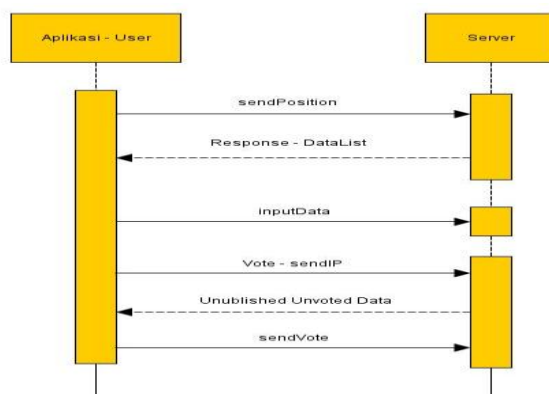 Aplikasi - User
Server
sendPosition
Response - DataList
inputData
Vote - sendIP
Unublished Unvoted Data
sendVote